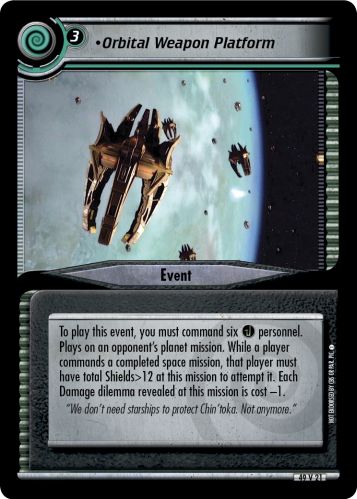 3
•Orbital Weapon Platform
Event
To play this event, you must command six personnel.
Plays on an opponent's planet mission. While a player
commands a completed space mission, that player must
have total Shields>12 at this mission to attempt it. Each
Damage dilemma revealed at this mission is cost –1.
"We don't need starships to protect Chin'toka. Not anymore."
NOT ENDORSED BY CBS OR PAR. PIC.
49 V 21